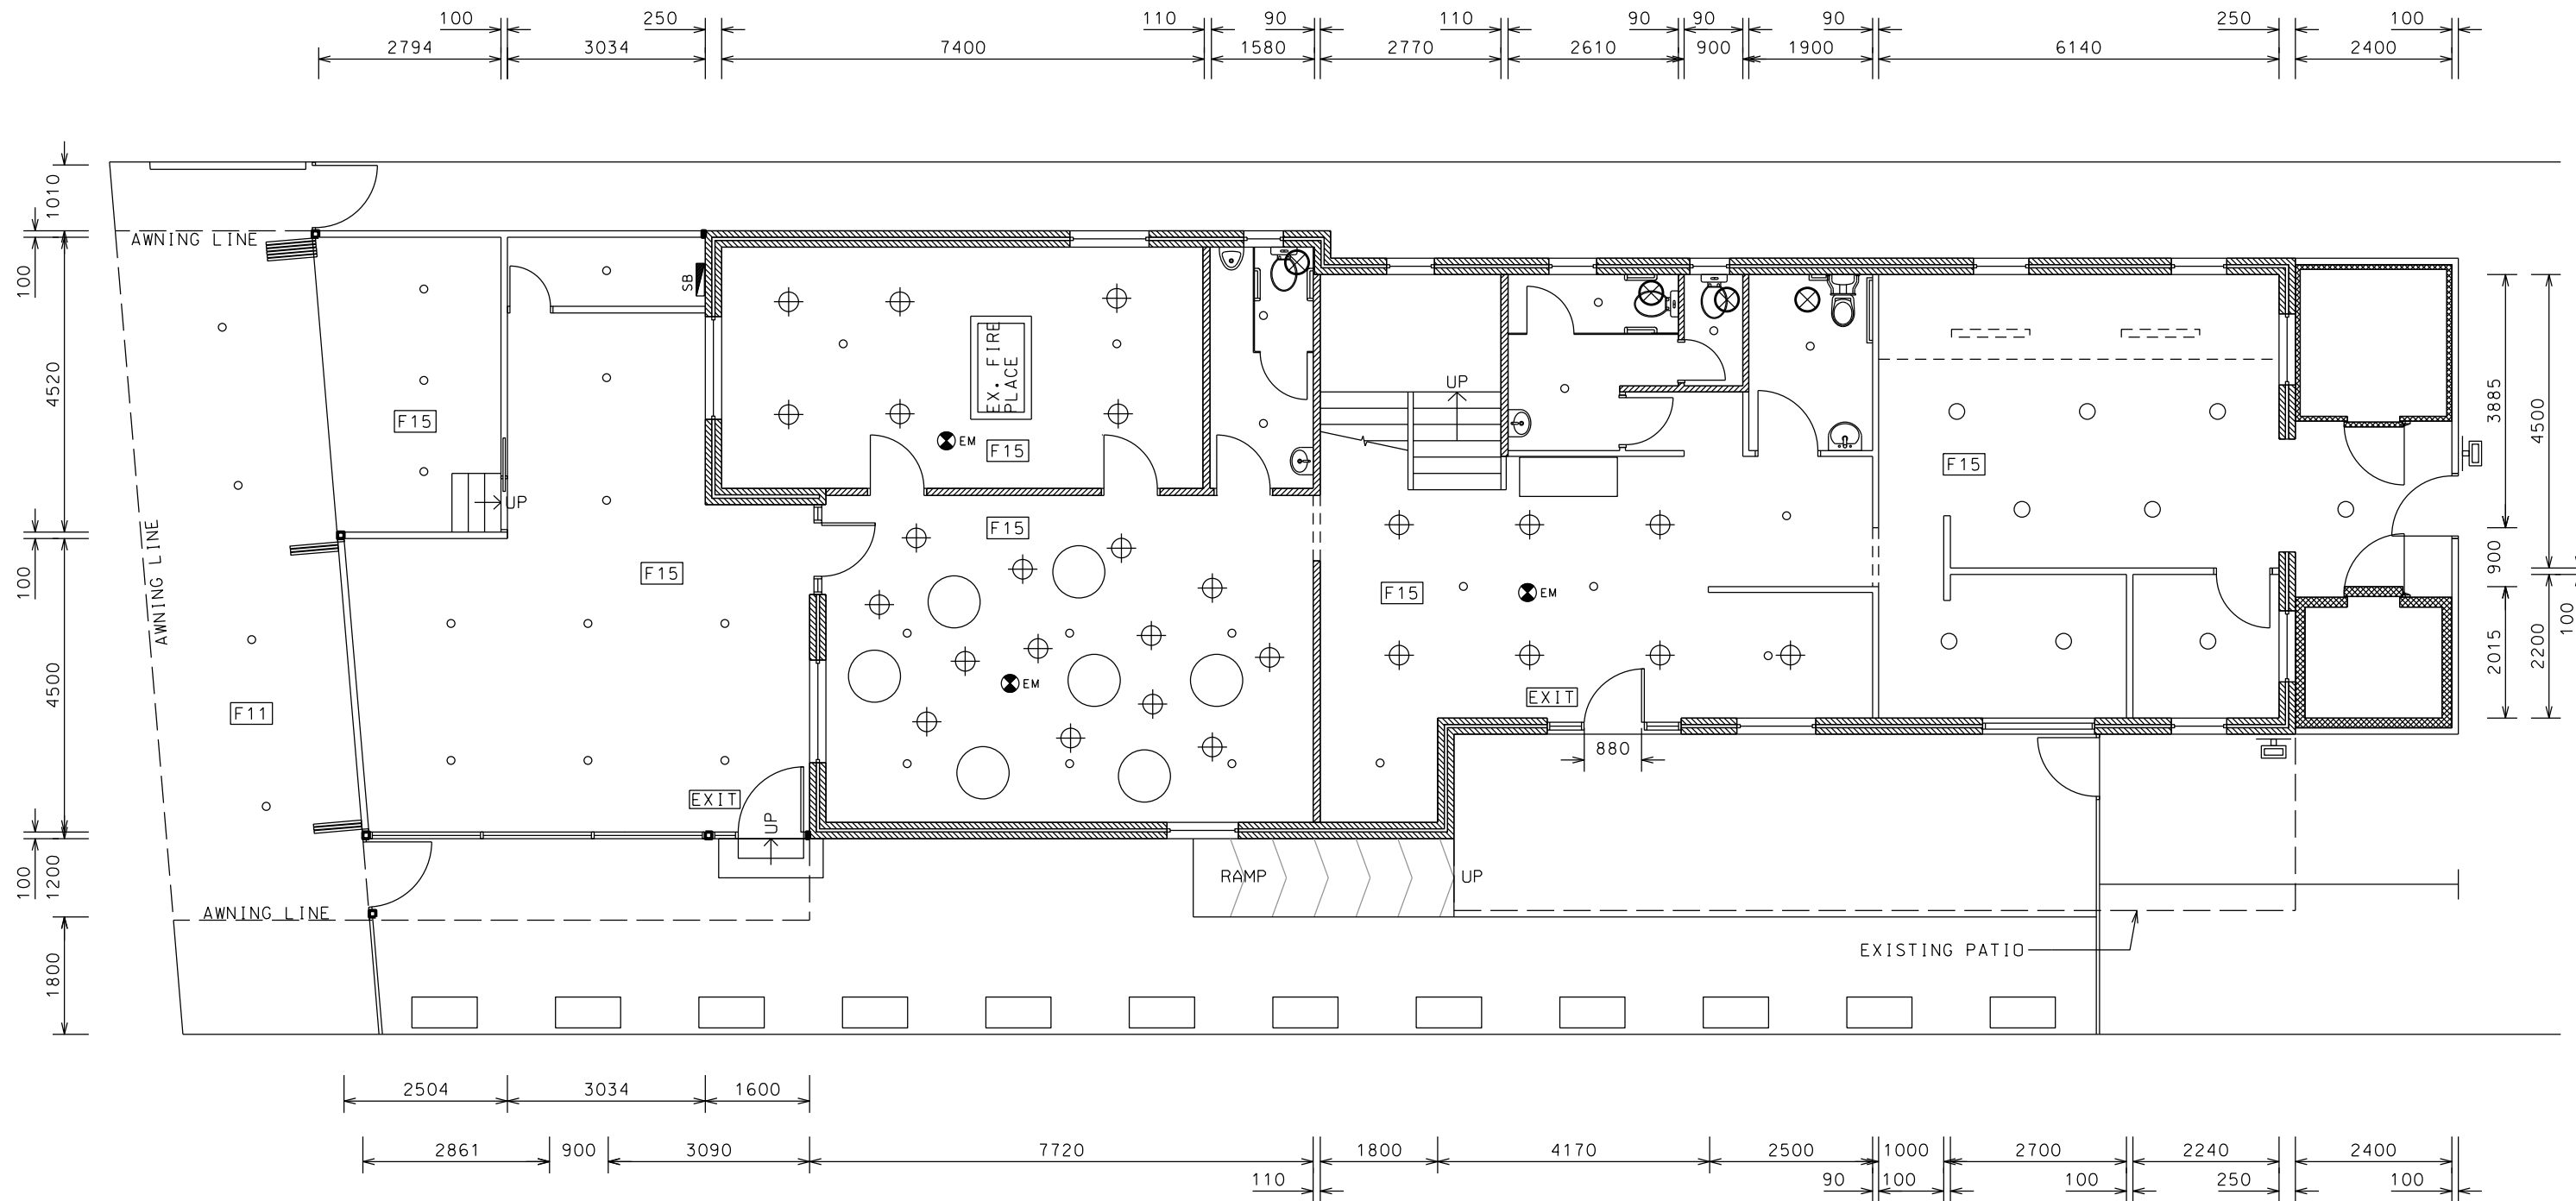 100 250 110 90 110 90 90 90 250 100
2794 3034 7400 1580 2770 2610 900 1900 6140 2400
1010
100
4520
100
4500
100
1200
1800
AWNING LINE
AWNING LINE
AWNING LINE
F11
F15
UP
SB
F15
EXIT
UP
EX. FIRE
PLACE
EM
F15
F15
EM
UP
F15
EM
EXIT
880
F15
RAMP
UP
EXISTING PATIO
3885
4500
900
100
2015
2200
2504 3034 1600
2861 900 3090 7720 1800 4170 2500 1000 2700 2240 2400
110 90 100 100 250 100